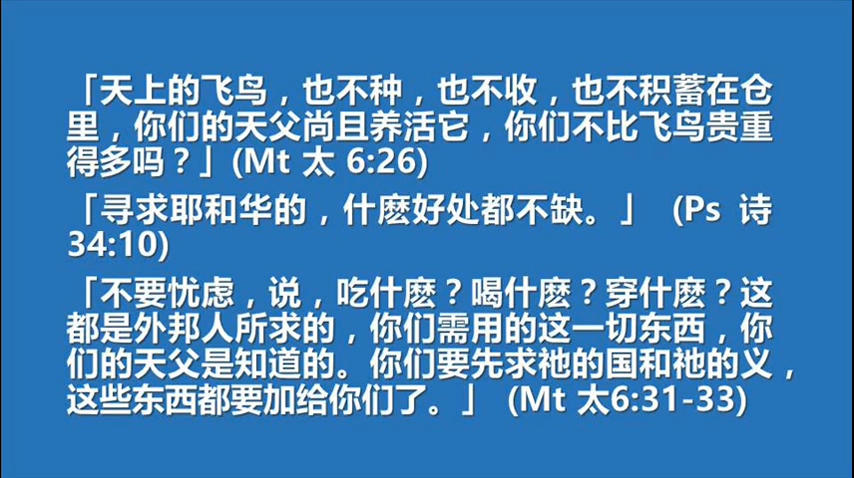 「天上的飞鸟，也不种，也不收，也不积蓄在仓
里，你们的天父尚且养活它，你们不比飞鸟贵重
得多吗？」(Mt 太 6:26)
「寻求耶和华的，什麽好处都不缺。」 (Ps 诗
34:10)
「不要忧虑，说，吃什麽？喝什麽？穿什麽？这
都是外邦人所求的，你们需用的这一切东西，你
们的天父是知道的。你们要先求祂的国和祂的义，
这些东西都要加给你们了。」 (Mt 太6:31-33)